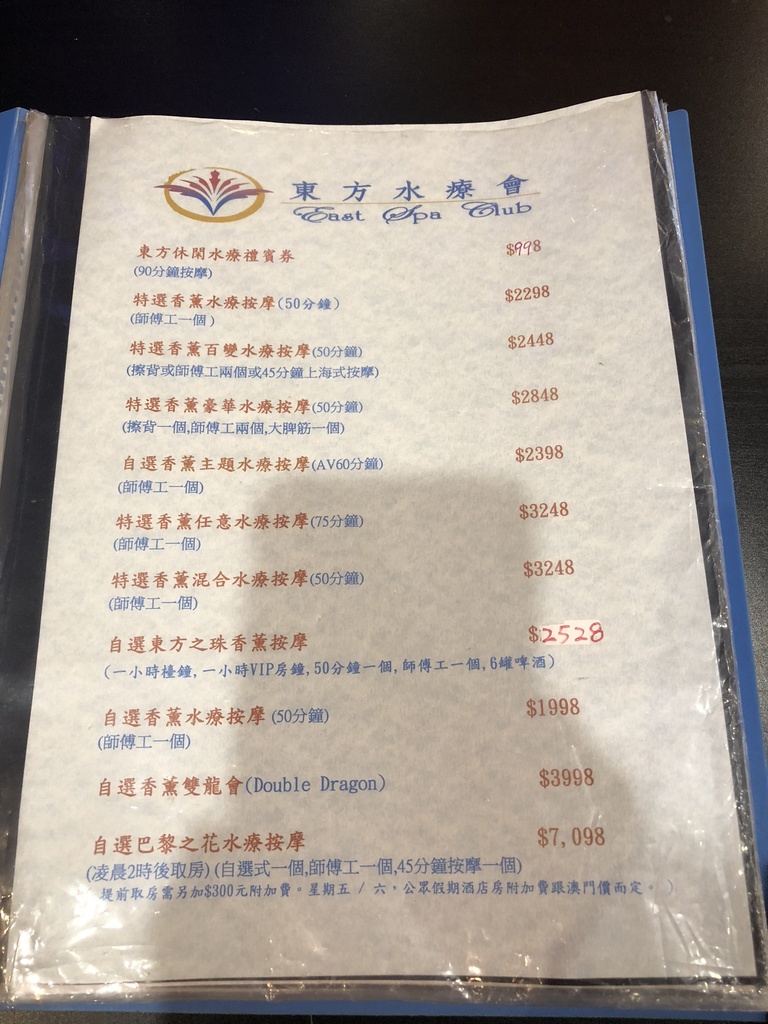 東方水療會
East Spa Club
東方休閑水療禮賓券 $998
(90分鐘按摩)
特選香薰水療按摩(50分鐘) $2298
(師傅工一個)
特選香薰百變水療按摩(50分鐘) $2448
(擦背或師傅工兩個或45分鐘上海式按摩)
特選香薰豪華水療按摩(50分鐘) $2848
(擦背一個,師傅工兩個,大脾筋一個)
自選香薰主題水療按摩(AV60分鐘) $2398
(師傅工一個)
特選香薰任意水療按摩(75分鐘) $3248
(師傅工一個)
特選香薰混合水療按摩(50分鐘) $3248
(師傅工一個)
自選東方之珠香薰按摩 $2528
(一小時檯鐘,一小時VIP房鐘,50分鐘一個,師傅工一個,6罐啤酒)
自選香薰水療按摩(50分鐘) $1998
(師傅工一個)
自選香薰雙龍會(Double Dragon) $3998
自選巴黎之花水療按摩 $7,098
(凌晨2時後取房)(自選式一個,師傅工一個,45分鐘按摩一個)
提前取房需另加$300元附加費。星期五 / 六，公眾假期酒店房附加費跟澳門價而定。 )